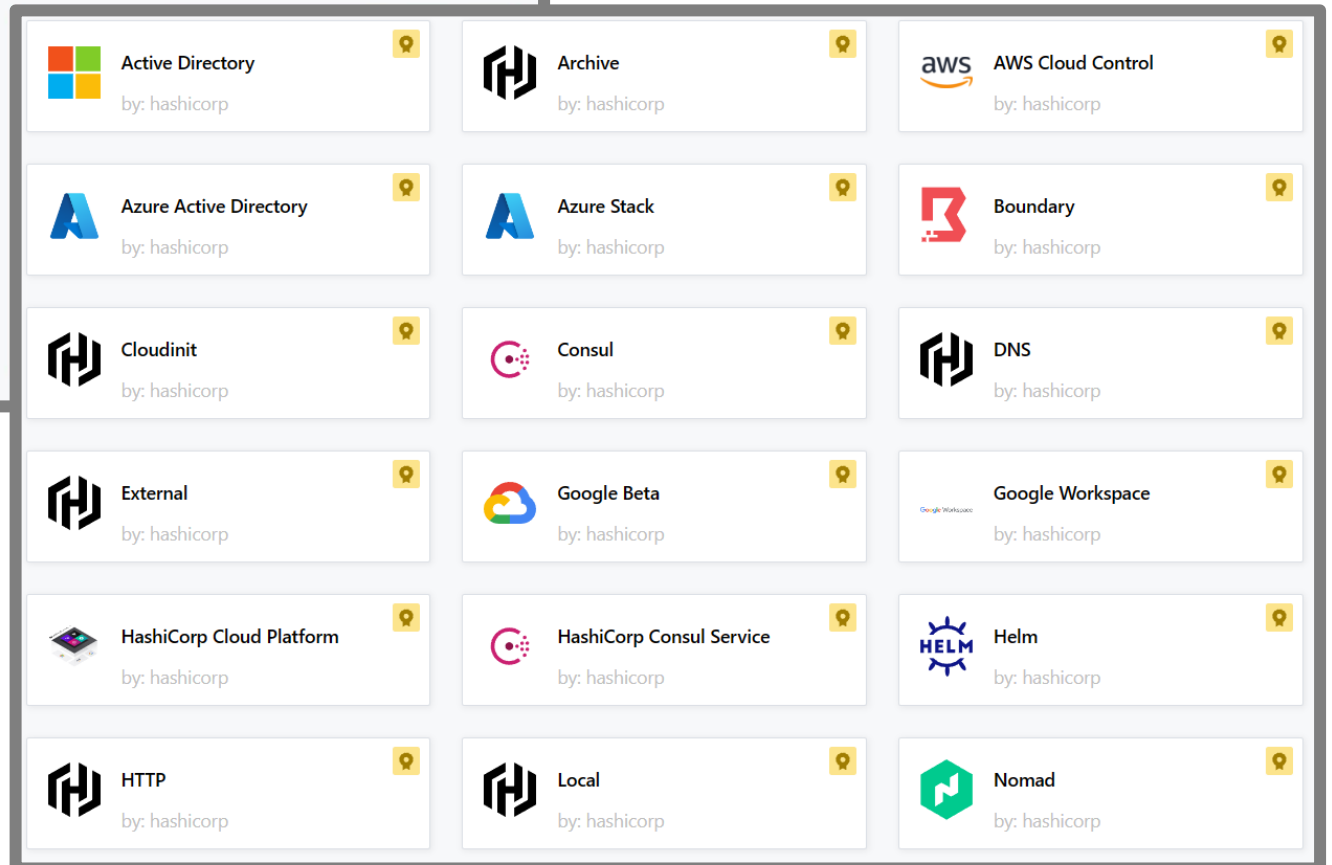 Active Directory
by: hashicorp
Archive
by: hashicorp
aws
AWS Cloud Control
by: hashicorp
Azure Active Directory
by: hashicorp
Azure Stack
by: hashicorp
Boundary
by: hashicorp
Cloudinit
by: hashicorp
Consul
by: hashicorp
DNS
by: hashicorp
External
by: hashicorp
Google Beta
by: hashicorp
Google Workspace
Google Workspace
by: hashicorp
HashiCorp Cloud Platform
by: hashicorp
HashiCorp Consul Service
by: hashicorp
HELM
Helm
by: hashicorp
HTTP
by: hashicorp
Local
by: hashicorp
Nomad
by: hashicorp